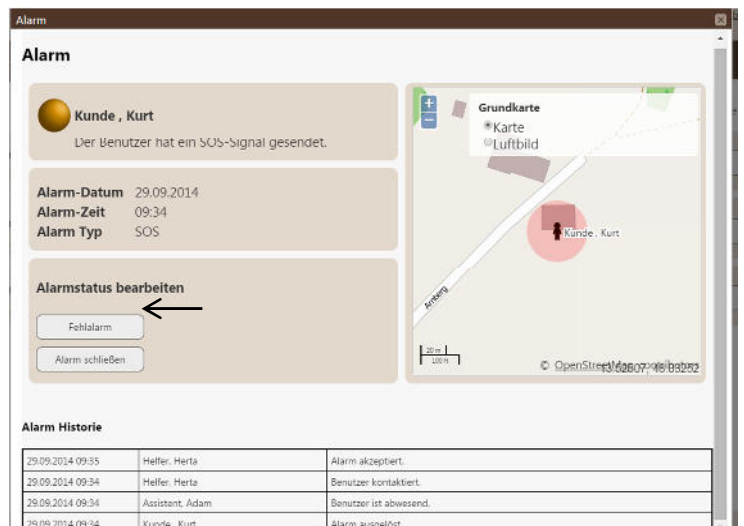 Alarm
Alarm
Kunde , Kurt
Der Benutzer hat ein SOS-Signal gesendet.
Alarm-Datum 29.09.2014
Alarm-Zeit 09:34
Alarm Typ SOS
Alarmstatus bearbeiten
Fehlalarm
Alarm schließen
+
−
Grundkarte
Karte
Luftbild
Kunde , Kurt
Arnberg
20 m
100 ft
© OpenStreetMap contributors
Alarm Historie
29.09.2014 09:35 Helfer, Herta Alarm akzeptiert.
29.09.2014 09:34 Helfer, Herta Benutzer kontaktiert.
29.09.2014 09:34 Assistent, Adam Benutzer ist abwesend.
29.09.2014 09:34 Kunde , Kurt Alarm ausgelöst.